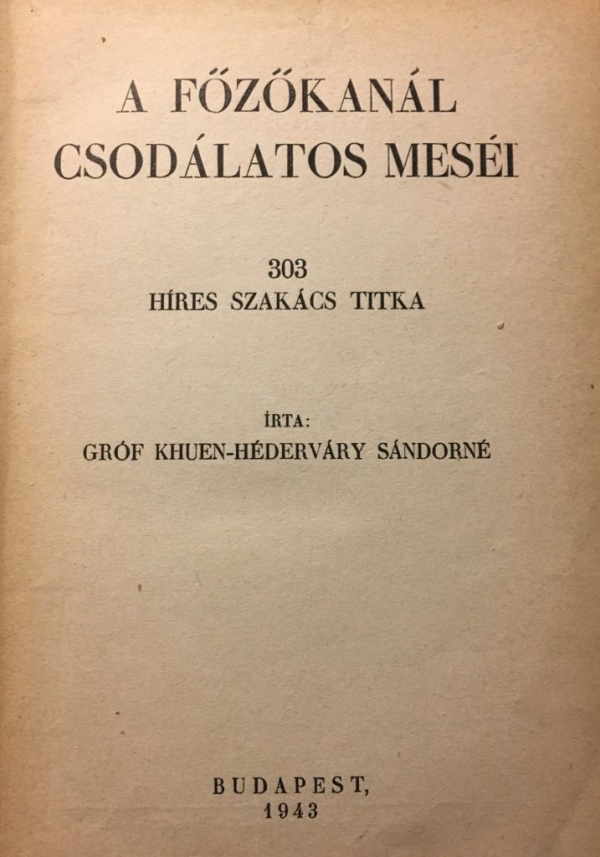 A FŐZŐKANÁL
CSODÁLATOS MESÉI
303
HÍRES SZAKÁCS TITKA
ÍRTA:
GRÓF KHUEN-HÉDERVÁRY SÁNDORNÉ
BUDAPEST,
1943